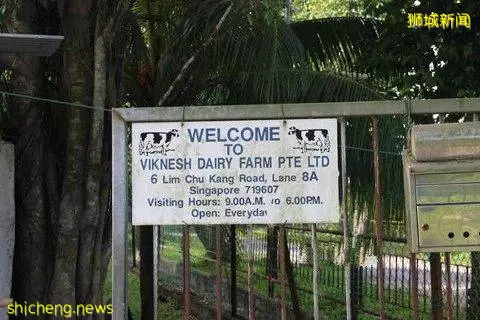 狮城新闻
WELCOME
TO
VIKNESH DAIRY FARM PTE LTD
6 Lim Chu Kang Road, Lane 8A
Singapore 719607
Visiting Hours: 9.00A.M. to 6.00P.M.
Open: Everyday
shicheng.news